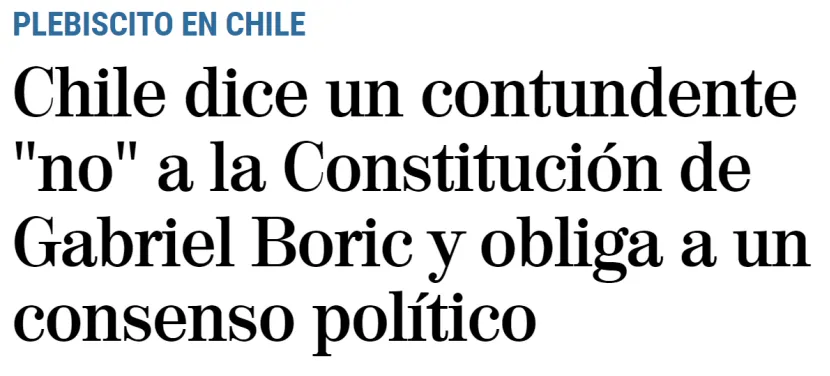 PLEBISCITO EN CHILE
Chile dice un contundente
"no" a la Constitución de
Gabriel Boric y obliga a un
consenso político